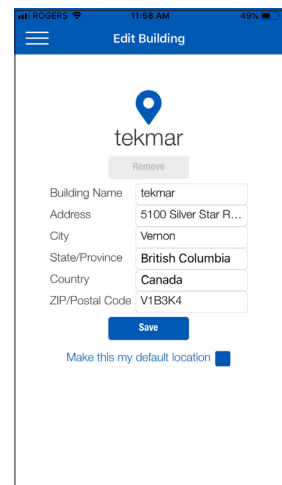 ROGERS 11:58 AM 49%
Edit Building
tekmar
Remove
Building Name tekmar
Address 5100 Silver Star R...
City Vernon
State/Province British Columbia
Country Canada
ZIP/Postal Code V1B3K4
Save
Make this my default location